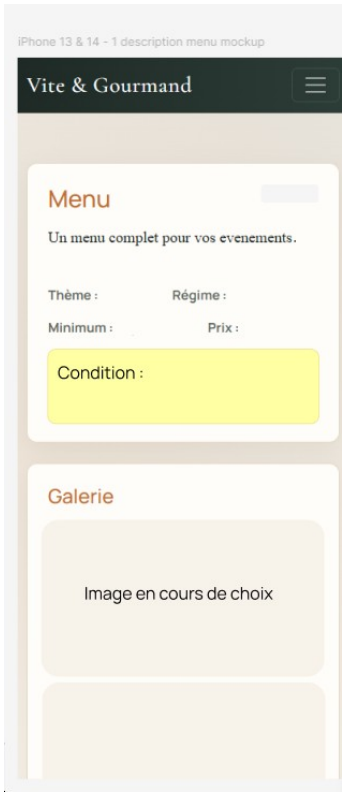 iPhone 13 & 14 - 1 description menu mockup
Vite & Gourmand
Menu
Un menu complet pour vos evenements.
Thème : Régime :
Minimum : Prix :
Condition :
Galerie
Image en cours de choix